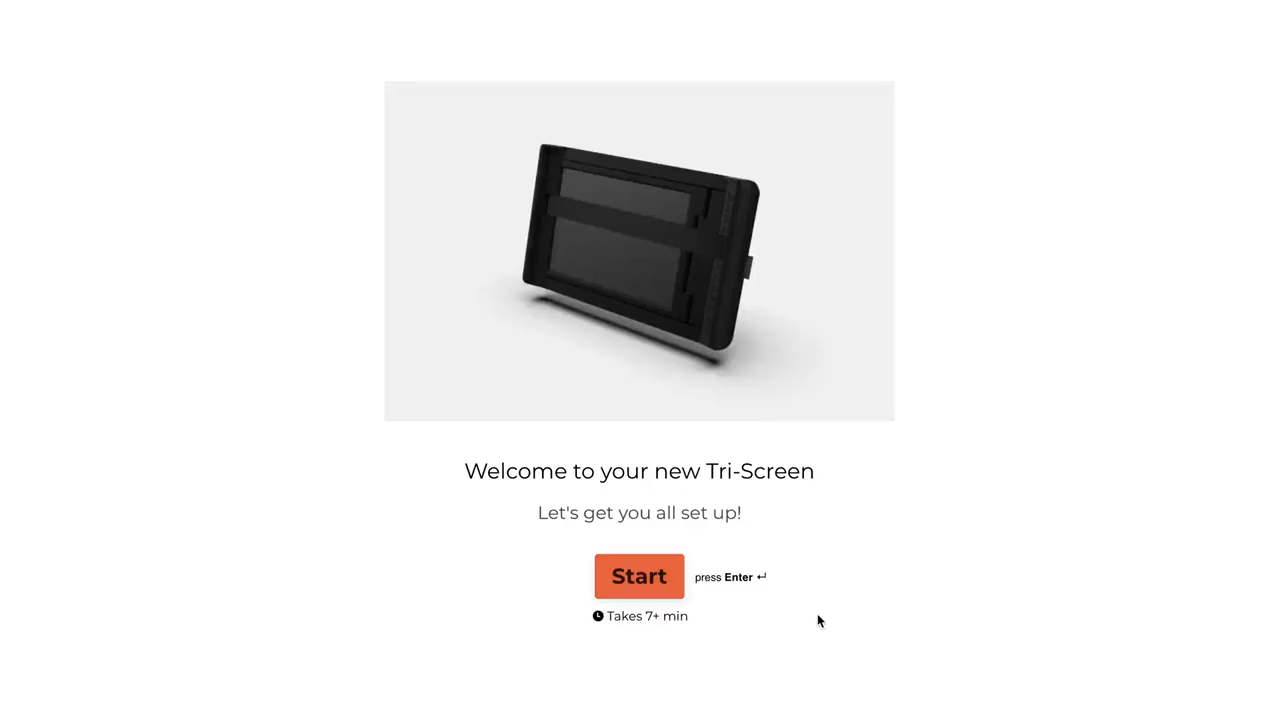 Welcome to your new Tri-Screen
Let's get you all set up!
Start
press Enter ↵
Takes 7+ min